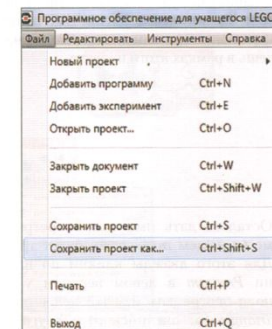 Программное обеспечение для учащегося LEGO
Файл Редактировать Инструменты Справка
Новый проект
Добавить программу Ctrl+N
Добавить эксперимент Ctrl+E
Открыть проект... Ctrl+O
Закрыть документ Ctrl+W
Закрыть проект Ctrl+Shift+W
Сохранить проект Ctrl+S
Сохранить проект как... Ctrl+Shift+S
Печать Ctrl+P
Выход Ctrl+Q